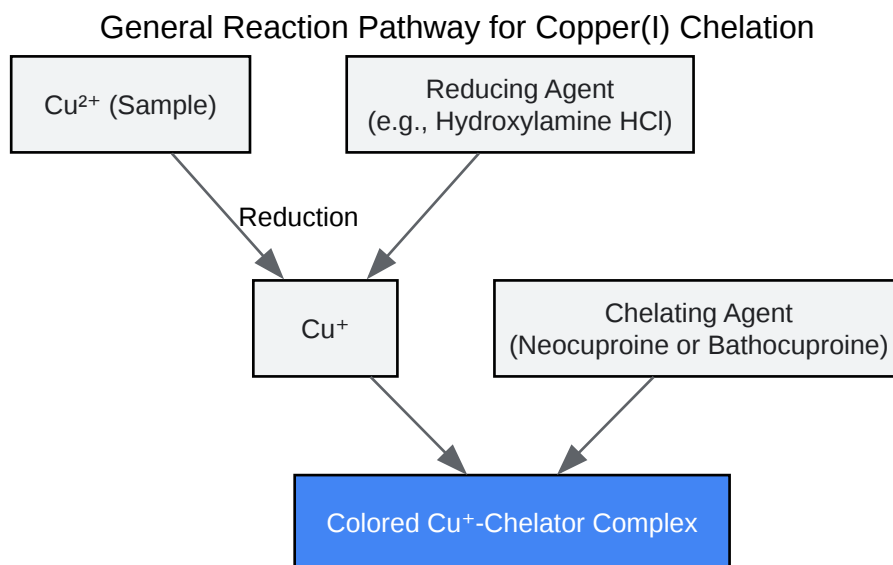 General Reaction Pathway for Copper(I) Chelation
Cu²⁺ (Sample)
Reducing Agent
(e.g., Hydroxylamine HCl)
Reduction
Cu⁺
Chelating Agent
(Neocuproine or Bathocuproine)
Colored Cu⁺-Chelator Complex